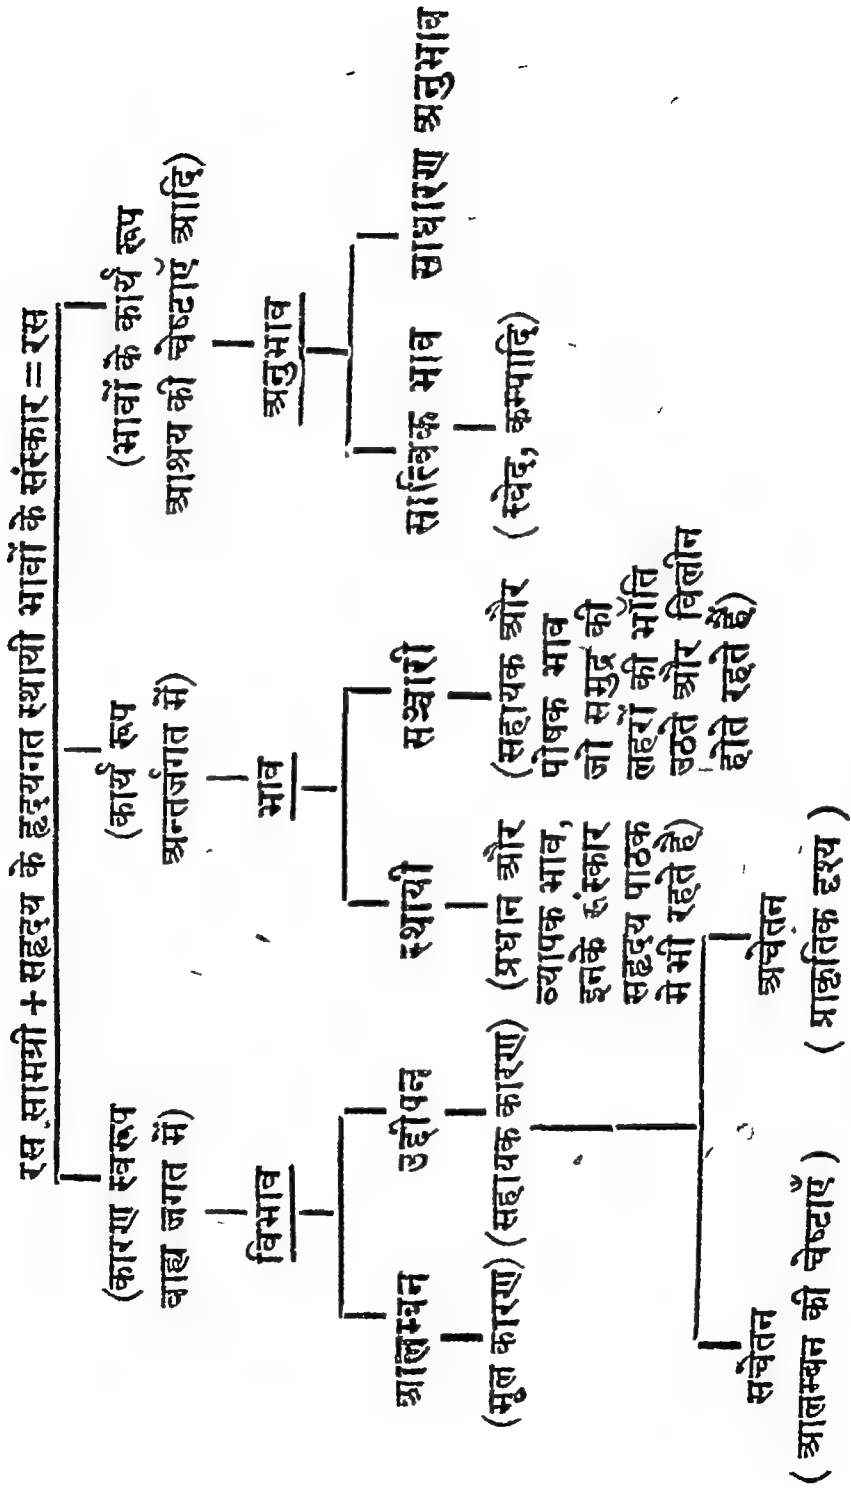 रस सामग्री + सहृदय के हृदयगत स्थायी भावों के संस्कार = रस
(कारण स्वरूप
वाह्य जगत में)
विभाव
आलम्बन
(मूल कारण)
उद्दीपन
(सहायक कारण)
सचेतन
( आलम्बन की चेष्टाएँ )
अचेतन
( प्राकृतिक दृश्य )
(कार्य रूप
अन्तर्जगत में)
भाव
स्थायी
(प्रधान और
व्यापक भाव,
इनके संस्कार
सहृदय पाठक
मे भी रहते है)
सञ्चारी
(सहायक और
पोषक भाव
जो समुद्र की
लहरों की भाँति
उठते और विलीन
होते रहते हैं)
(भावों के कार्य रूप
आश्रय की चेष्टाएँ आदि)
अनुभाव
सात्त्विक भाव
(स्वेद, कम्पादि)
साधारण अनुभाव